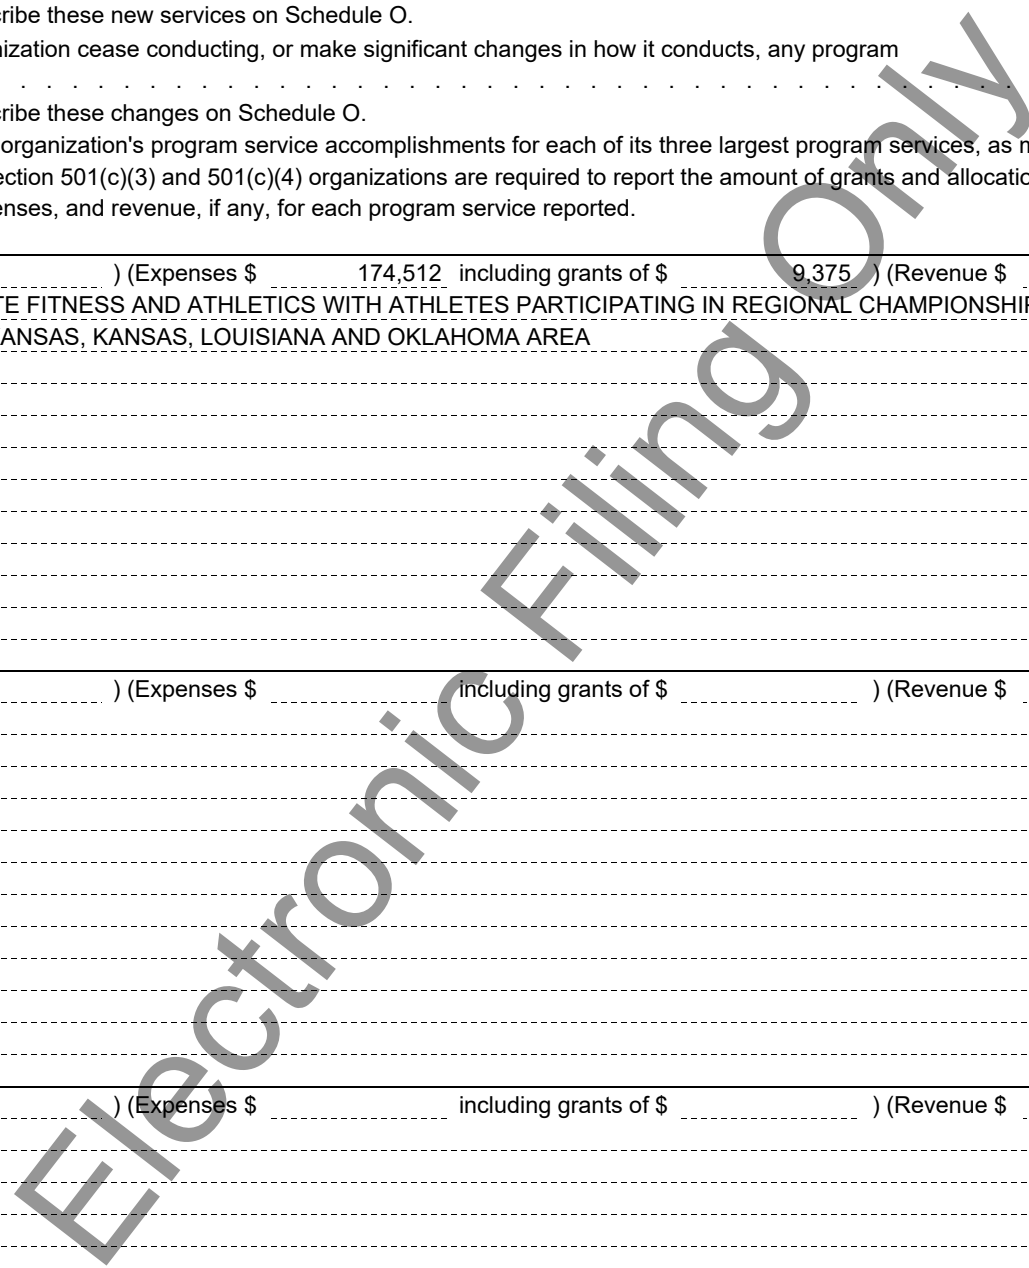 cribe these new services on Schedule O.
nization cease conducting, or make significant changes in how it conducts, any program
. . . . . . . . . . . . . . . . . . . . . . . . . . . . . . . . . . . . . . .
cribe these changes on Schedule O.
organization's program service accomplishments for each of its three largest program services, as m
ection 501(c)(3) and 501(c)(4) organizations are required to report the amount of grants and allocatio
enses, and revenue, if any, for each program service reported.
) (Expenses $ 174,512 including grants of $ 9,375 ) (Revenue $
TE FITNESS AND ATHLETICS WITH ATHLETES PARTICIPATING IN REGIONAL CHAMPIONSHIP
ANSAS, KANSAS, LOUISIANA AND OKLAHOMA AREA
) (Expenses $ including grants of $ ) (Revenue $
) (Expenses $ including grants of $ ) (Revenue $
Electronic Filing Only